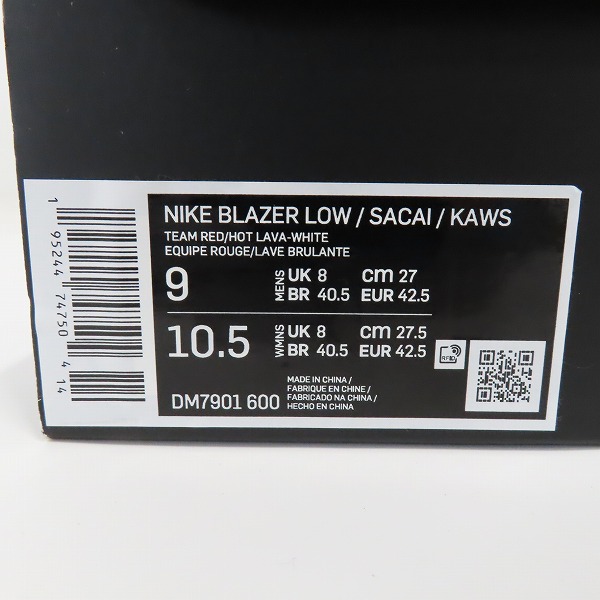 NIKE BLAZER LOW / SACAI / KAWS
TEAM RED/HOT LAVA-WHITE
EQUIPE ROUGE/LAVE BRULANTE
9 MENS UK 8 CM 27
BR 40.5 EUR 42.5
10.5 WMNS UK 8 CM 27.5
BR 40.5 EUR 42.5
RFID
DM7901 600
MADE IN CHINA /
FABRIQUE EN CHINE /
FABRICADO NA CHINA /
HECHO EN CHINA
1 95244 74750 4 14